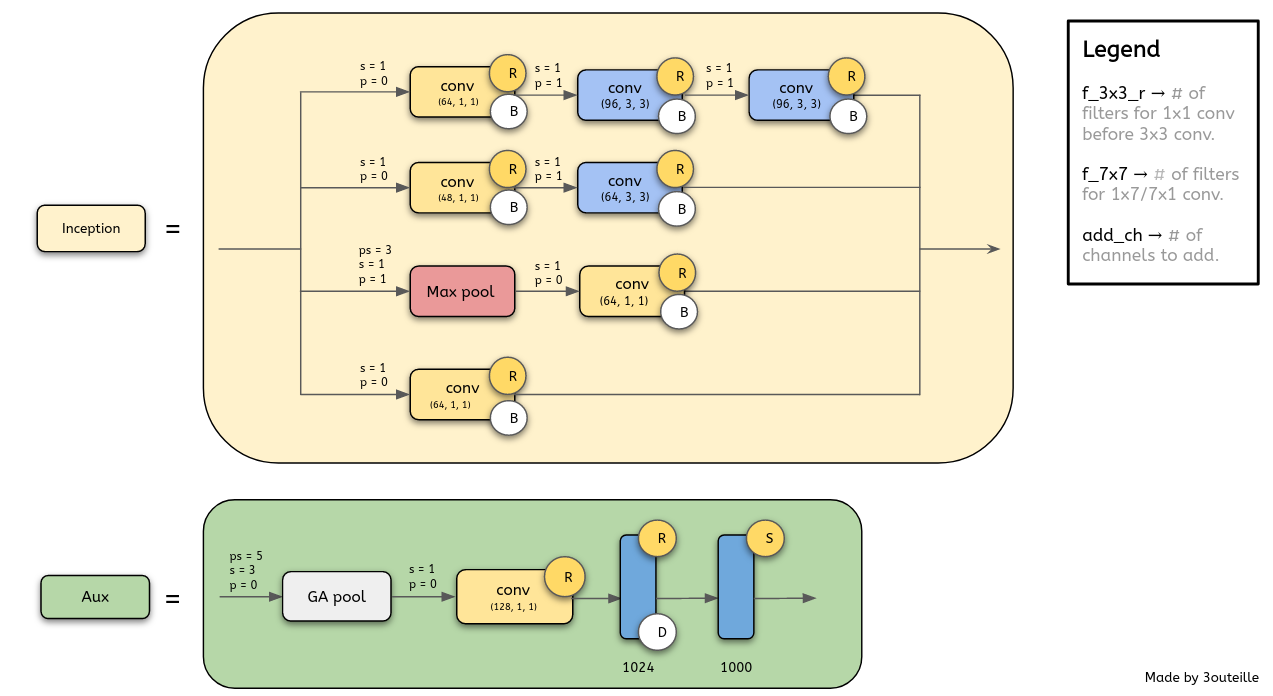 s = 1
p = 0
conv
(64, 1, 1)
R
B
s = 1
p = 1
conv
(96, 3, 3)
R
B
s = 1
p = 1
conv
(96, 3, 3)
R
B
s = 1
p = 0
conv
(48, 1, 1)
R
B
s = 1
p = 1
conv
(64, 3, 3)
R
B
Inception
=
ps = 3
s = 1
p = 1
Max pool
s = 1
p = 0
conv
(64, 1, 1)
R
B
s = 1
p = 0
conv
(64, 1, 1)
R
B
Legend
f_3x3_r → # of
filters for 1x1 conv
before 3x3 conv.
f_7x7 → # of filters
for 1x7/7x1 conv.
add_ch → # of
channels to add.
Aux
=
ps = 5
s = 3
p = 0
GA pool
s = 1
p = 0
conv
(128, 1, 1)
R
R
D
1024
S
1000
Made by 3outeille